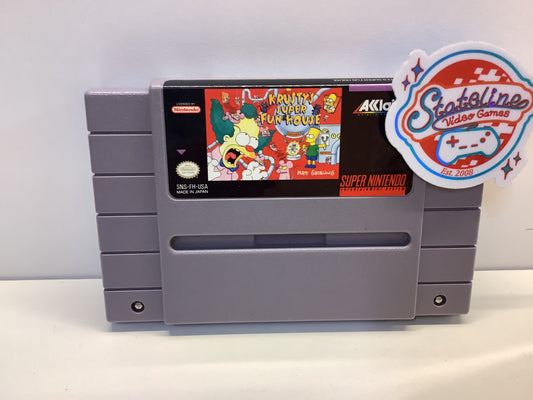 LICENSED BY
Nintendo
KRUSTY'S
SUPER
FUN HOUSE
MATT GROENING
SNS-FH-USA
MADE IN JAPAN
SUPER NINTENDO
Stateline
Video Games
Est. 2008